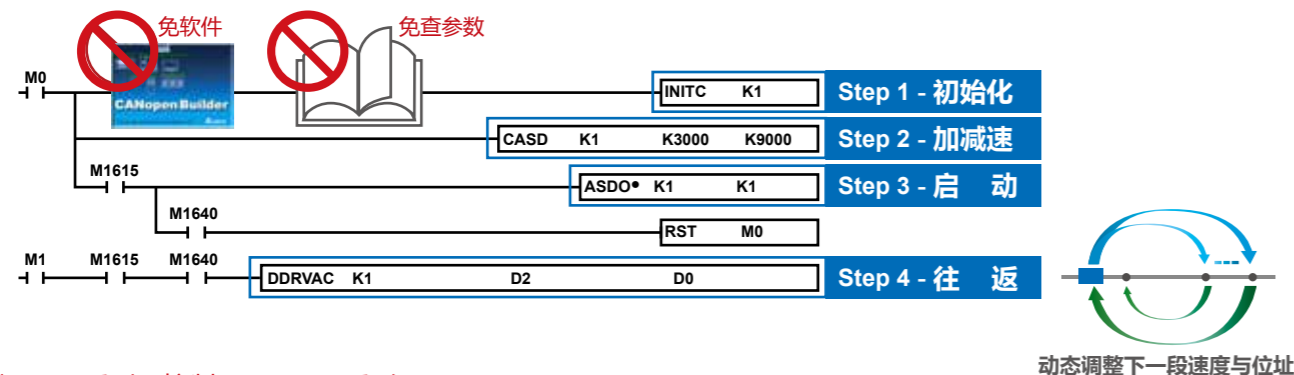 免软件
免查参数
CANopen Builder
M0
INITC K1
Step 1 - 初始化
CASD K1 K3000 K9000
Step 2 - 加减速
M1615
ASDO• K1 K1
Step 3 - 启 动
M1640
RST M0
M1 M1615 M1640
DDRVAC K1 D2 D0
Step 4 - 往 返
动态调整下一段速度与位址